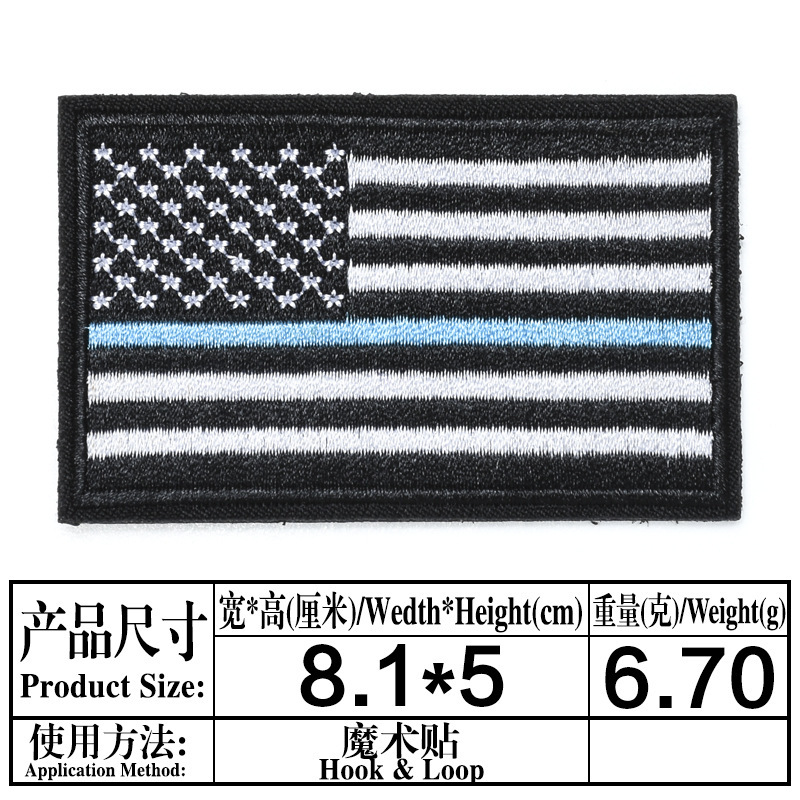 产品尺寸
Product Size:
宽*高(厘米)/Wedth*Height(cm)
重量(克)/Weight(g)
8.1*5
6.70
使用方法:
Application Method:
魔术贴
Hook & Loop